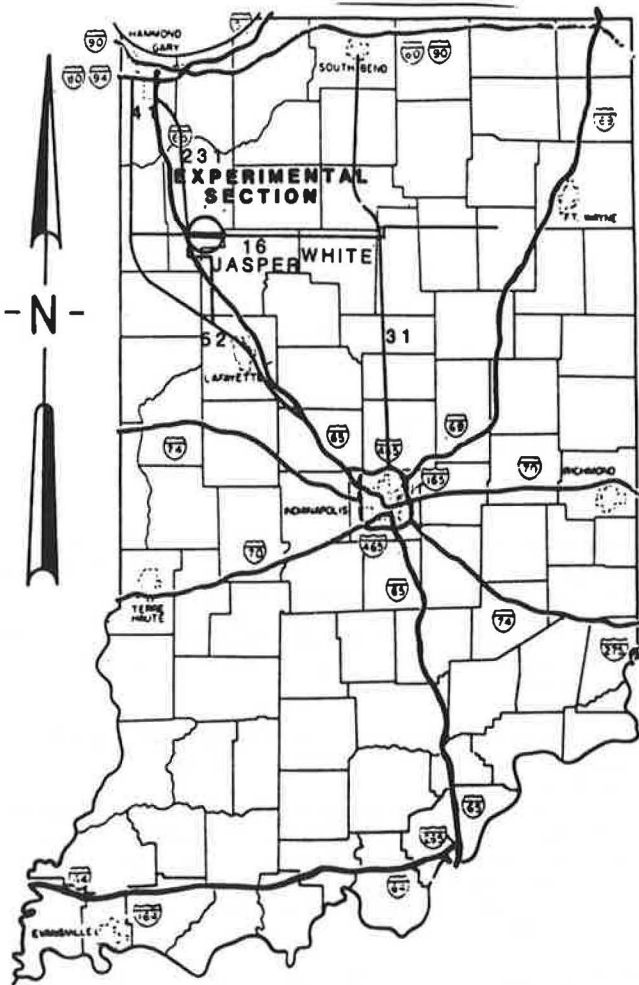 HAMMOND
GARY
90
80 94
80 90
SOUTH BEND
41
65
69
231
EXPERIMENTAL
SECTION
FT. WAYNE
16
JASPER
WHITE
-N-
52
31
LAFAYETTE
74
65
465
69
70
RICHMOND
165
INDIANAPOLIS
70
465
65
74
275
TERRE
HAUTE
65
265
64
64
164
EVANSVILLE